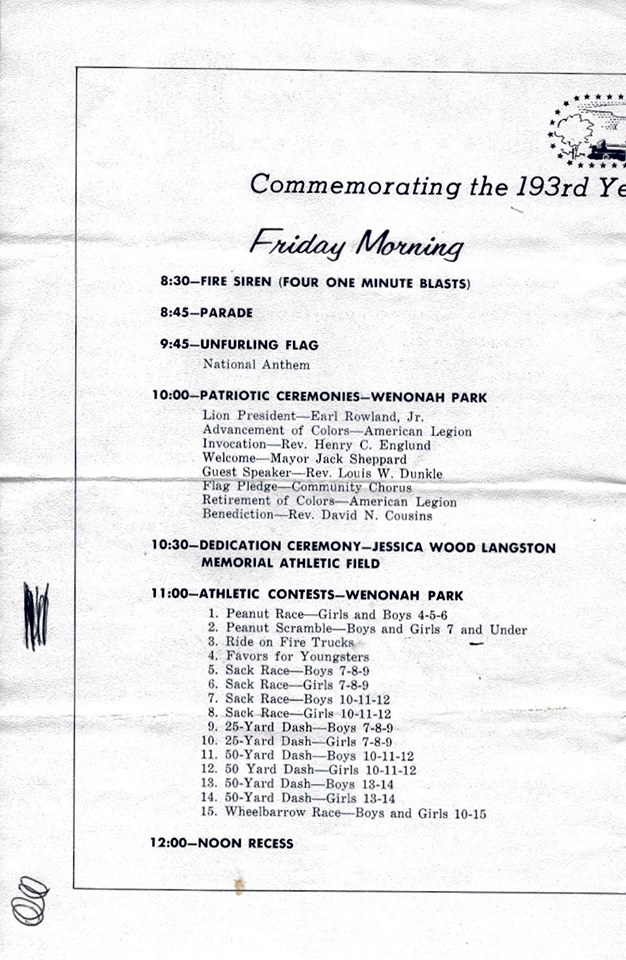 Commemorating the 193rd Ye
Friday Morning
8:30—FIRE SIREN (FOUR ONE MINUTE BLASTS)
8:45—PARADE
9:45—UNFURLING FLAG
National Anthem
10:00—PATRIOTIC CEREMONIES—WENONAH PARK
Lion President—Earl Rowland, Jr.
Advancement of Colors—American Legion
Invocation—Rev. Henry C. Englund
Welcome—Mayor Jack Sheppard
Guest Speaker—Rev. Louis W. Dunkle
Flag Pledge—Community Chorus
Retirement of Colors—American Legion
Benediction—Rev. David N. Cousins
10:30—DEDICATION CEREMONY—JESSICA WOOD LANGSTON
MEMORIAL ATHLETIC FIELD
11:00—ATHLETIC CONTESTS—WENONAH PARK
1. Peanut Race—Girls and Boys 4-5-6
2. Peanut Scramble—Boys and Girls 7 and Under
3. Ride on Fire Trucks
4. Favors for Youngsters
5. Sack Race—Boys 7-8-9
6. Sack Race—Girls 7-8-9
7. Sack Race—Boys 10-11-12
8. Sack Race—Girls 10-11-12
9. 25-Yard Dash—Boys 7-8-9
10. 25-Yard Dash—Girls 7-8-9
11. 50-Yard Dash—Boys 10-11-12
12. 50 Yard Dash—Girls 10-11-12
13. 50-Yard Dash—Boys 13-14
14. 50-Yard Dash—Girls 13-14
15. Wheelbarrow Race—Boys and Girls 10-15
12:00—NOON RECESS